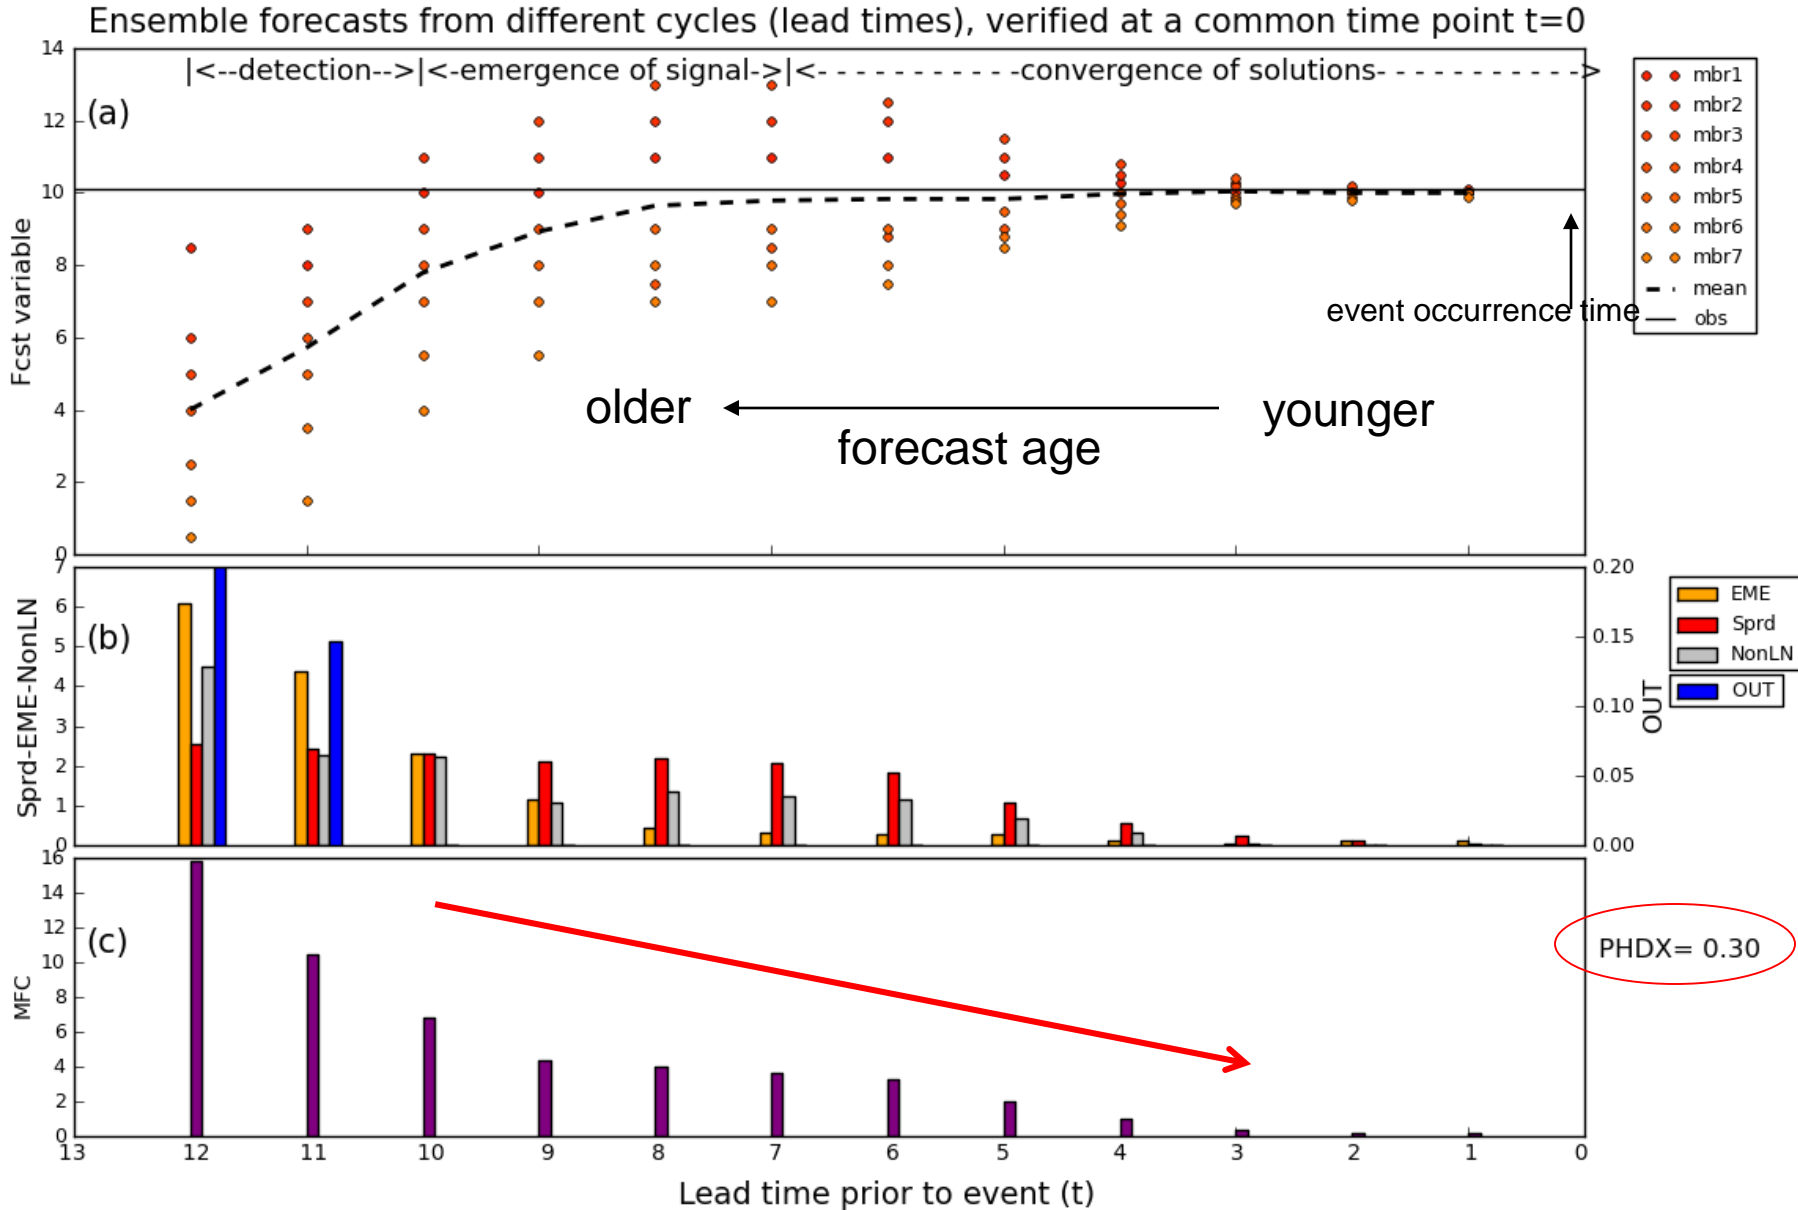 Ensemble forecasts from different cycles (lead times), verified at a common time point t=0
|<--detection-->|<-emergence of signal->|<- - - - - - - - - - -convergence of solutions- - - - - - - - - - ->
(a)
14
12
10
8
6
4
2
0
Fcst variable
mbr1
mbr2
mbr3
mbr4
mbr5
mbr6
mbr7
mean
obs
event occurrence time
older
younger
forecast age
(b)
7
6
5
4
3
2
1
0
Sprd-EME-NonLN
0.20
0.15
0.10
0.05
0.00
OUT
EME
Sprd
NonLN
OUT
(c)
16
14
12
10
8
6
4
2
0
MFC
PHDX= 0.30
13 12 11 10 9 8 7 6 5 4 3 2 1 0
Lead time prior to event (t)